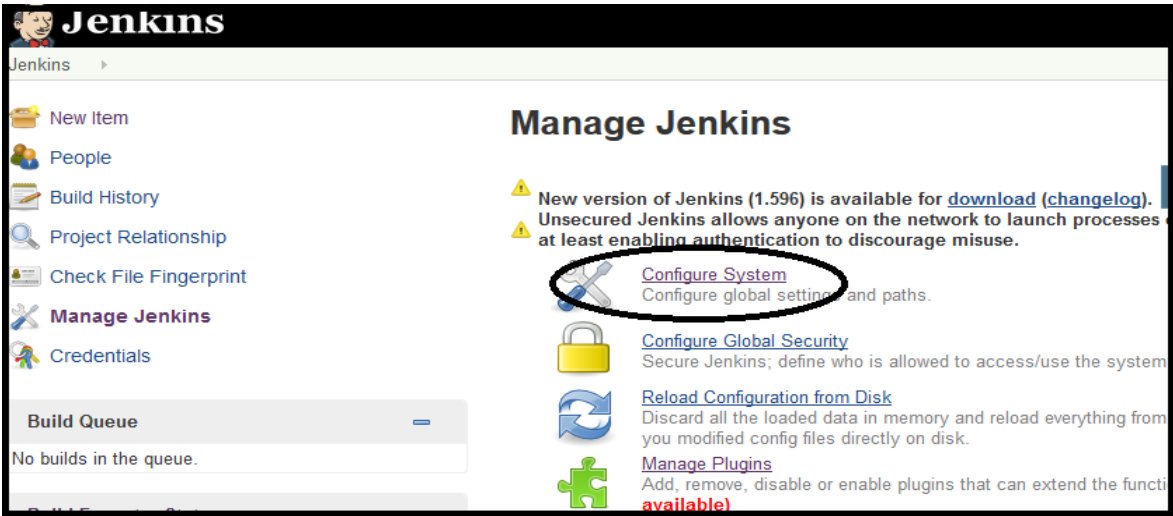 Jenkins
Jenkins
New Item
People
Build History
Project Relationship
Check File Fingerprint
Manage Jenkins
Credentials
Build Queue
No builds in the queue.
Manage Jenkins
New version of Jenkins (1.596) is available for download (changelog).
Unsecured Jenkins allows anyone on the network to launch processes
at least enabling authentication to discourage misuse.
Configure System
Configure global settings and paths.
Configure Global Security
Secure Jenkins; define who is allowed to access/use the system
Reload Configuration from Disk
Discard all the loaded data in memory and reload everything from
you modified config files directly on disk.
Manage Plugins
Add, remove, disable or enable plugins that can extend the functi
available)